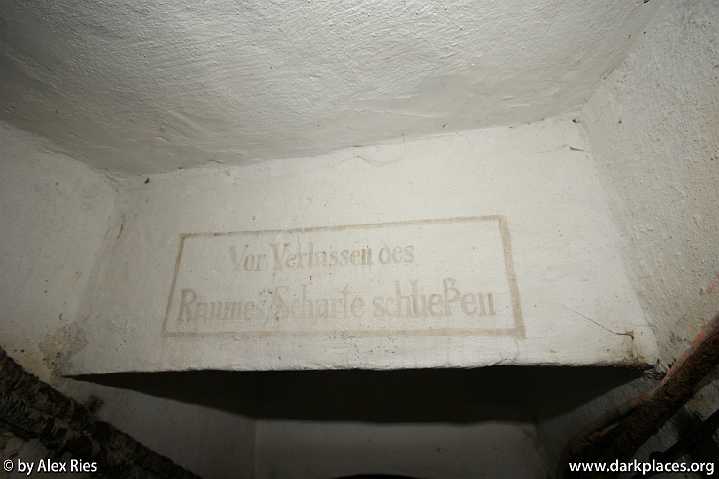 Vor Verlassen des
Raumes Scharte schließen
© by Alex Ries
www.darkplaces.org